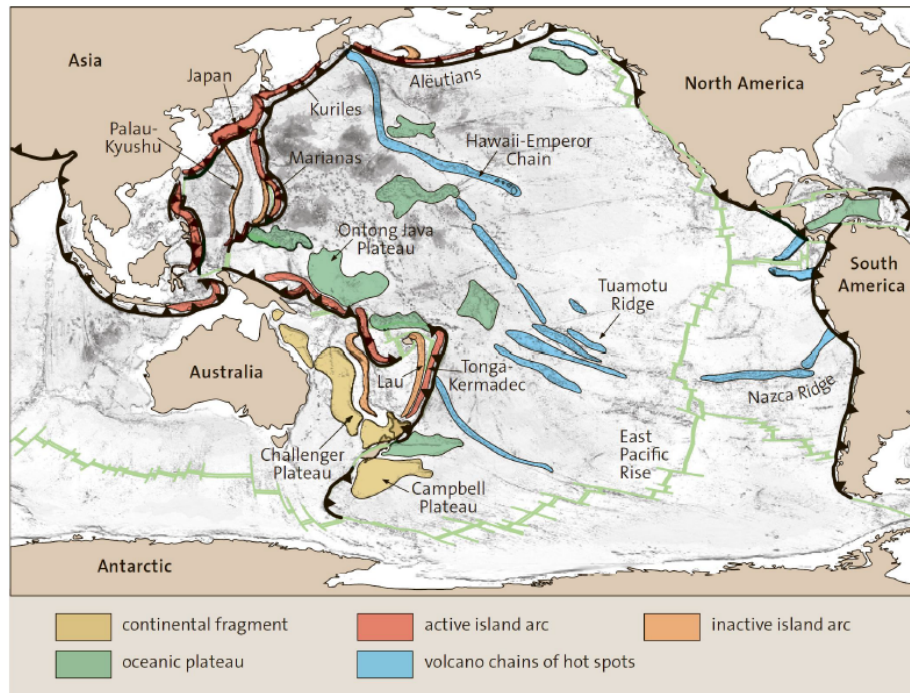 Asia
Japan
Palau-
Kyushu
Kuriles
Alëutians
North America
Marianas
Hawaii-Emperor
Chain
Ontong Java
Plateau
South
America
Tuamotu
Ridge
Australia
Lau
Tonga-
Kermadec
Nazca Ridge
Challenger
Plateau
East
Pacific
Rise
Campbell
Plateau
Antarctic
continental fragment
active island arc
inactive island arc
oceanic plateau
volcano chains of hot spots